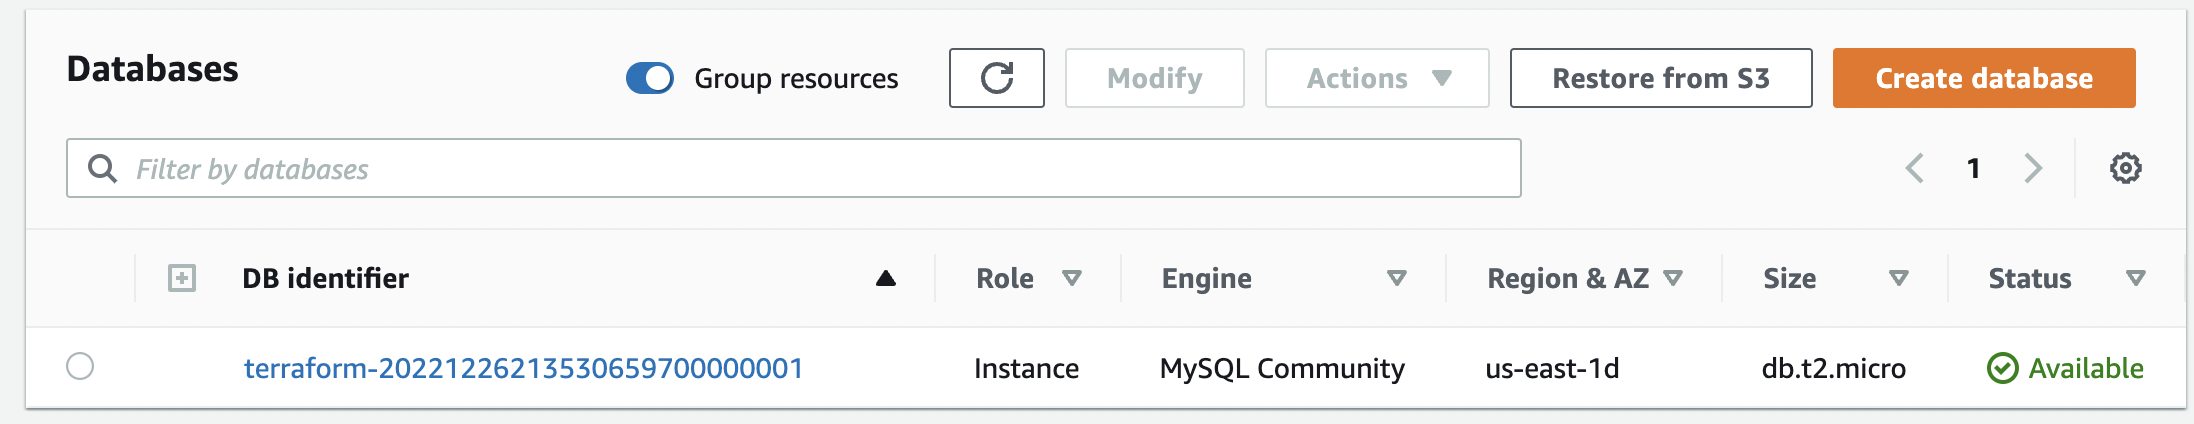 Databases
Group resources
Modify
Actions
Restore from S3
Create database
Filter by databases
1
DB identifier Role Engine Region & AZ Size Status
terraform-20221226213530659700000001 Instance MySQL Community us-east-1d db.t2.micro Available